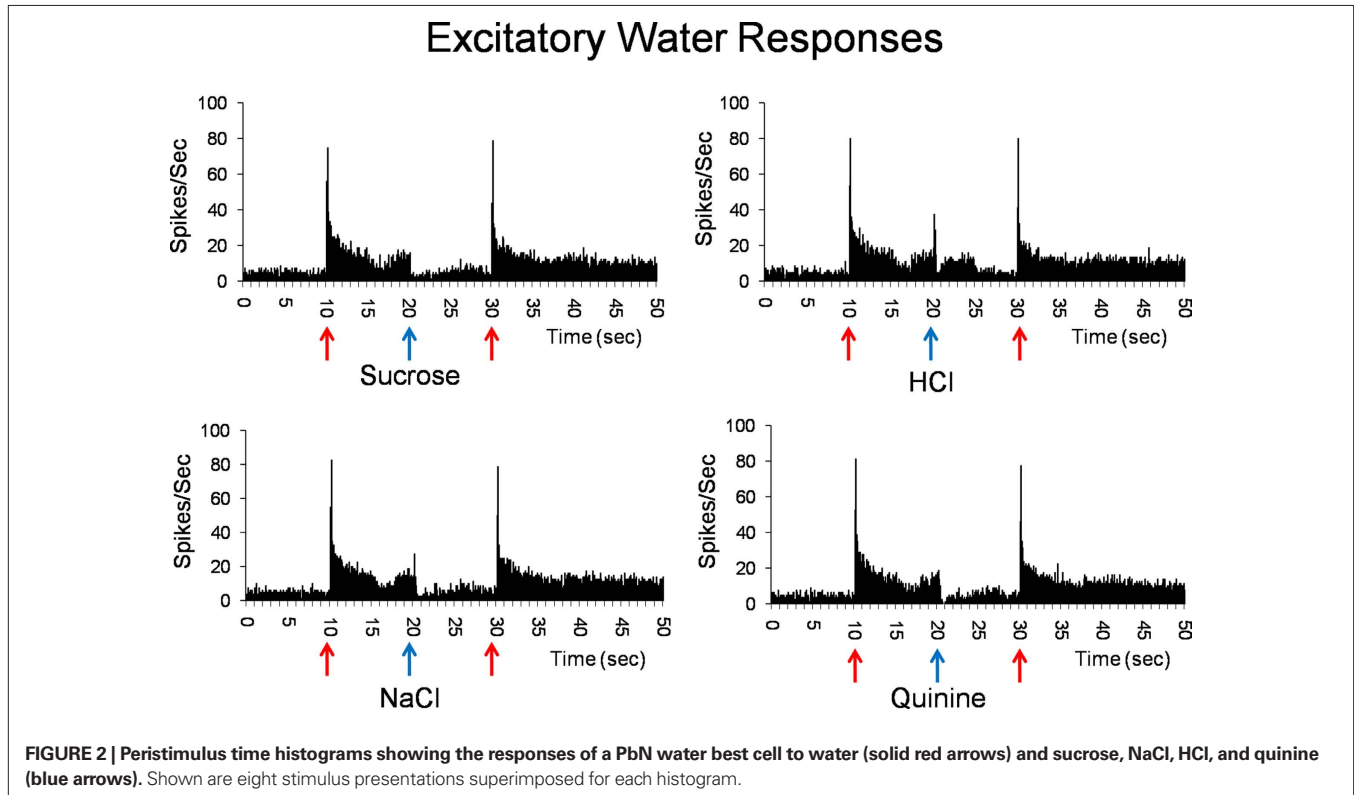 Excitatory Water Responses
100
80
60
40
20
0
Spikes/Sec
0 5 10 15 20 25 30 35 40 45 50
Time (sec)
Sucrose
100
80
60
40
20
0
Spikes/Sec
0 5 10 15 20 25 30 35 40 45 50
Time (sec)
HCl
100
80
60
40
20
0
Spikes/Sec
0 5 10 15 20 25 30 35 40 45 50
Time (sec)
NaCl
100
80
60
40
20
0
Spikes/Sec
0 5 10 15 20 25 30 35 40 45 50
Time (sec)
Quinine
FIGURE 2 | Peristimulus time histograms showing the responses of a PbN water best cell to water (solid red arrows) and sucrose, NaCl, HCl, and quinine
(blue arrows). Shown are eight stimulus presentations superimposed for each histogram.